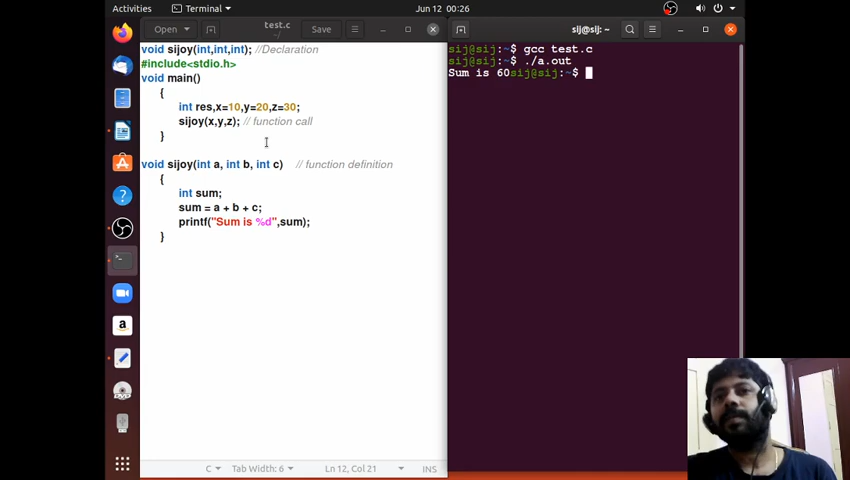 Activities
Terminal
Jun 12 00:26
Open
test.c
~/
Save
sij@sij: ~
void sijoy(int,int,int); //Declaration
#include<stdio.h>
void main()
{
int res,x=10,y=20,z=30;
sijoy(x,y,z); // function call
}
void sijoy(int a, int b, int c) // function definition
{
int sum;
sum = a + b + c;
printf("Sum is %d",sum);
}
C
Tab Width: 6
Ln 12, Col 21
INS
sij@sij:~$ gcc test.c
sij@sij:~$ ./a.out
Sum is 60sij@sij:~$